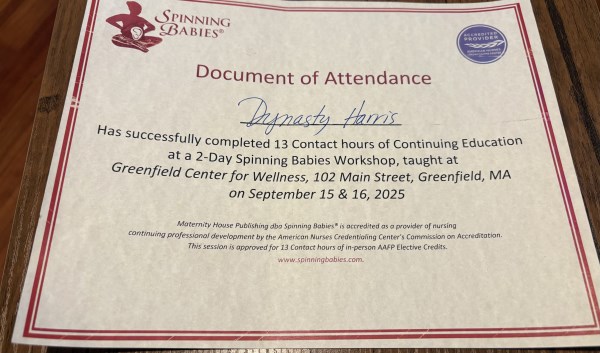 SPINNING
BABIES®
ACCREDITED
PROVIDER
Document of Attendance
Dynasty Harris
Has successfully completed 13 Contact hours of Continuing Education
at a 2-Day Spinning Babies Workshop, taught at
Greenfield Center for Wellness, 102 Main Street, Greenfield, MA
on September 15 & 16, 2025
Maternity House Publishing dba Spinning Babies® is accredited as a provider of nursing
continuing professional development by the American Nurses Credentialing Center's Commission on Accreditation.
This session is approved for 13 Contact hours of in-person AAFP Elective Credits.
www.spinningbabies.com.